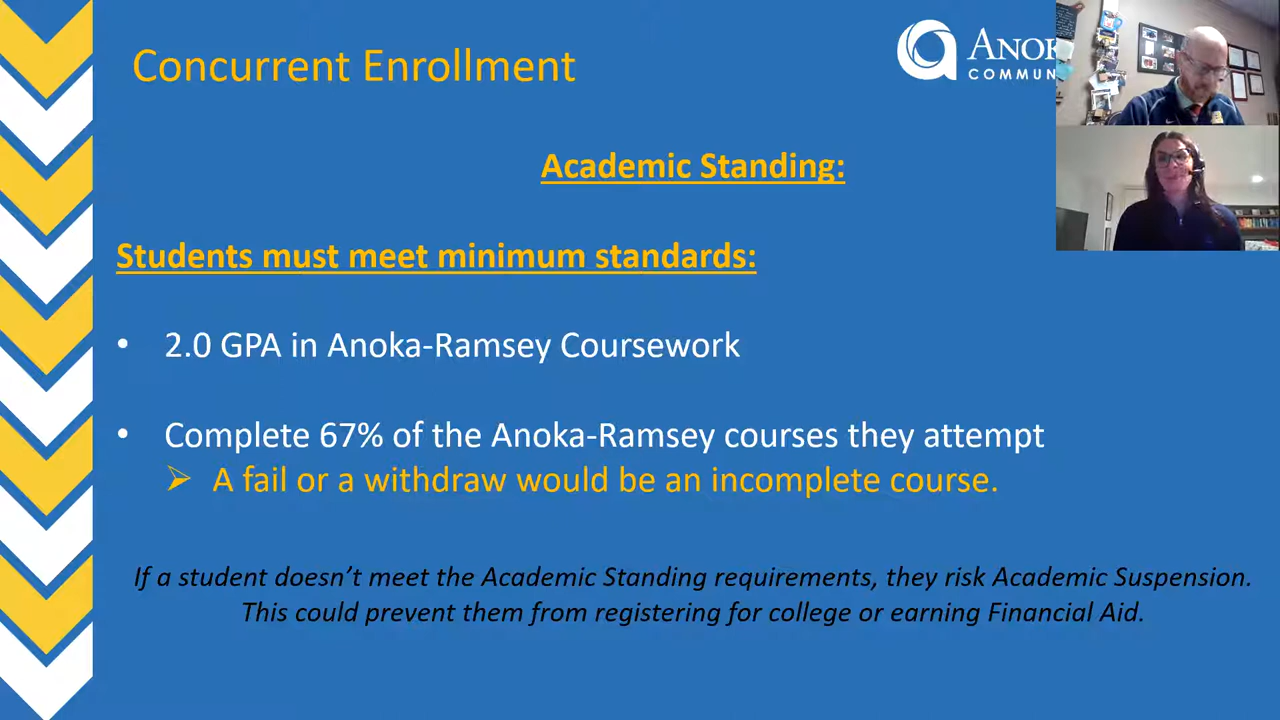 Concurrent Enrollment
ANOK
COMMUN
Academic Standing:
Students must meet minimum standards:
• 2.0 GPA in Anoka-Ramsey Coursework
• Complete 67% of the Anoka-Ramsey courses they attempt
➢ A fail or a withdraw would be an incomplete course.
If a student doesn't meet the Academic Standing requirements, they risk Academic Suspension.
This could prevent them from registering for college or earning Financial Aid.